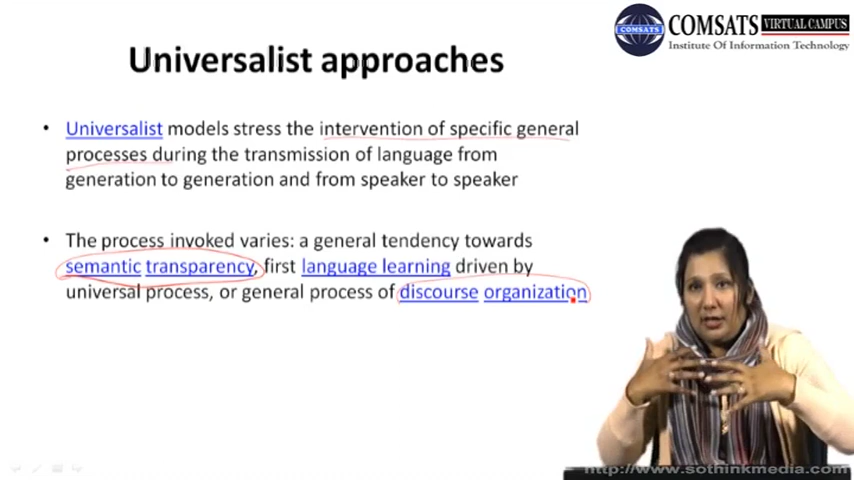 COMSATS VIRTUAL CAMPUS
Institute Of Information Technology
Universalist approaches
• Universalist models stress the intervention of specific general
processes during the transmission of language from
generation to generation and from speaker to speaker
• The process invoked varies: a general tendency towards
semantic transparency, first language learning driven by
universal process, or general process of discourse organization
http://www.sothinkmedia.com